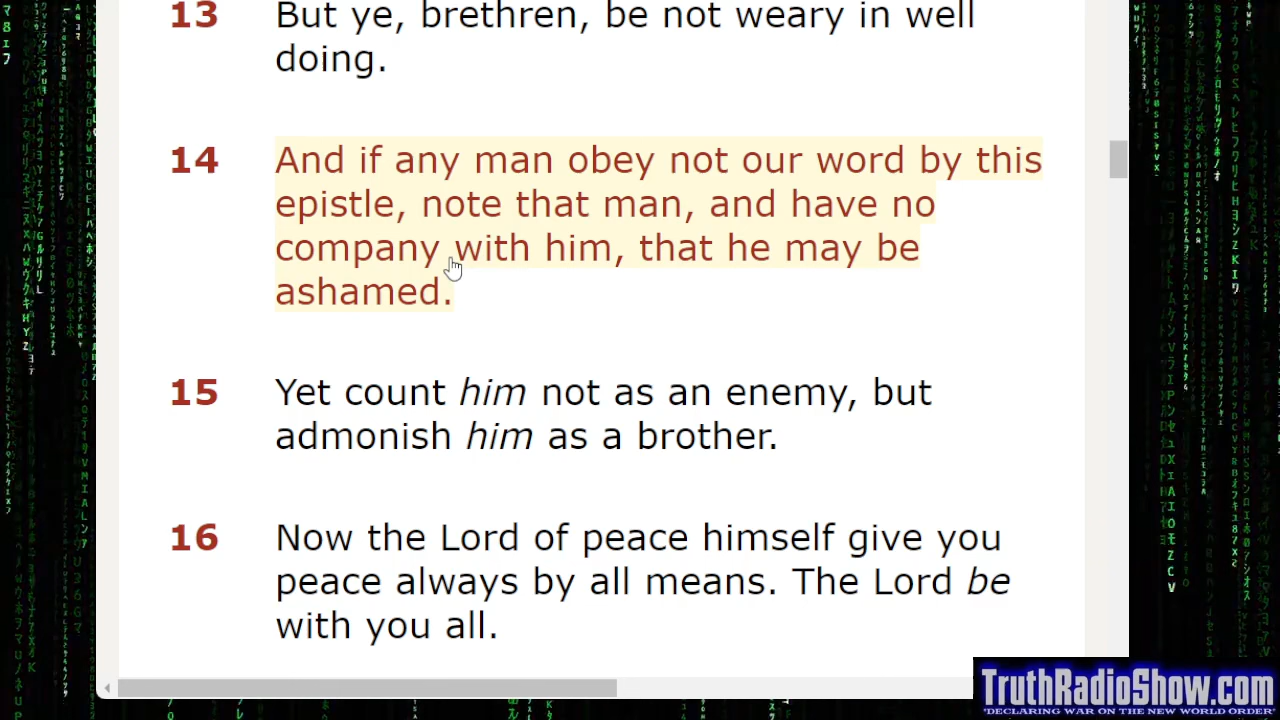 13 But ye, brethren, be not weary in well
doing.
14 And if any man obey not our word by this
epistle, note that man, and have no
company with him, that he may be
ashamed.
15 Yet count him not as an enemy, but
admonish him as a brother.
16 Now the Lord of peace himself give you
peace always by all means. The Lord be
with you all.
TruthRadioShow.com
"DECLARING WAR ON THE NEW WORLD ORDER"